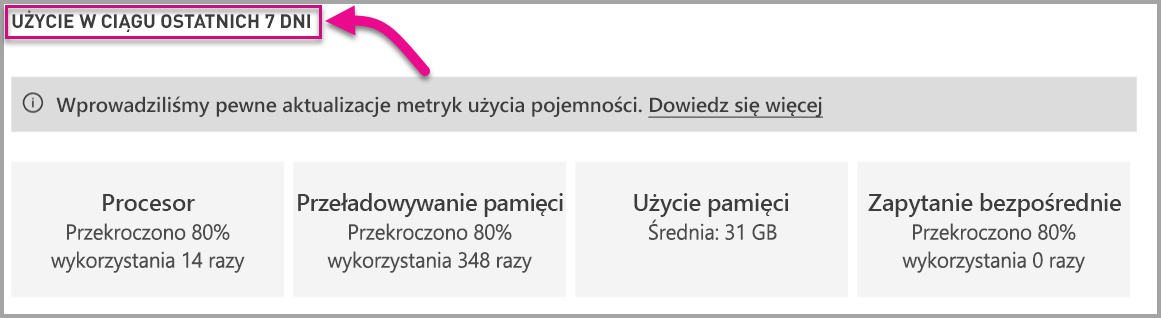 UŻYCIE W CIĄGU OSTATNICH 7 DNI
Wprowadziliśmy pewne aktualizacje metryk użycia pojemności. Dowiedz się więcej
Procesor
Przekroczono 80%
wykorzystania 14 razy
Przeładowywanie pamięci
Przekroczono 80%
wykorzystania 348 razy
Użycie pamięci
Średnia: 31 GB
Zapytanie bezpośrednie
Przekroczono 80%
wykorzystania 0 razy